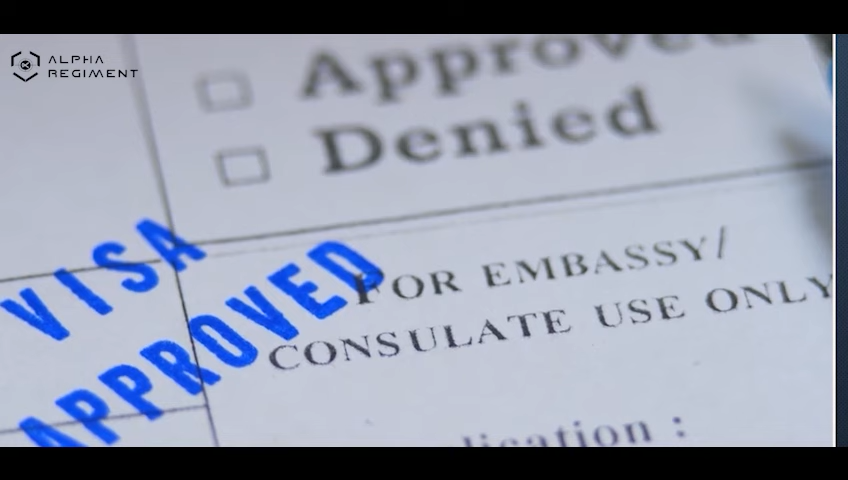 ALPHA
REGIMENT
Approved
Denied
VISA
APPROVED
FOR EMBASSY/
CONSULATE USE ONLY